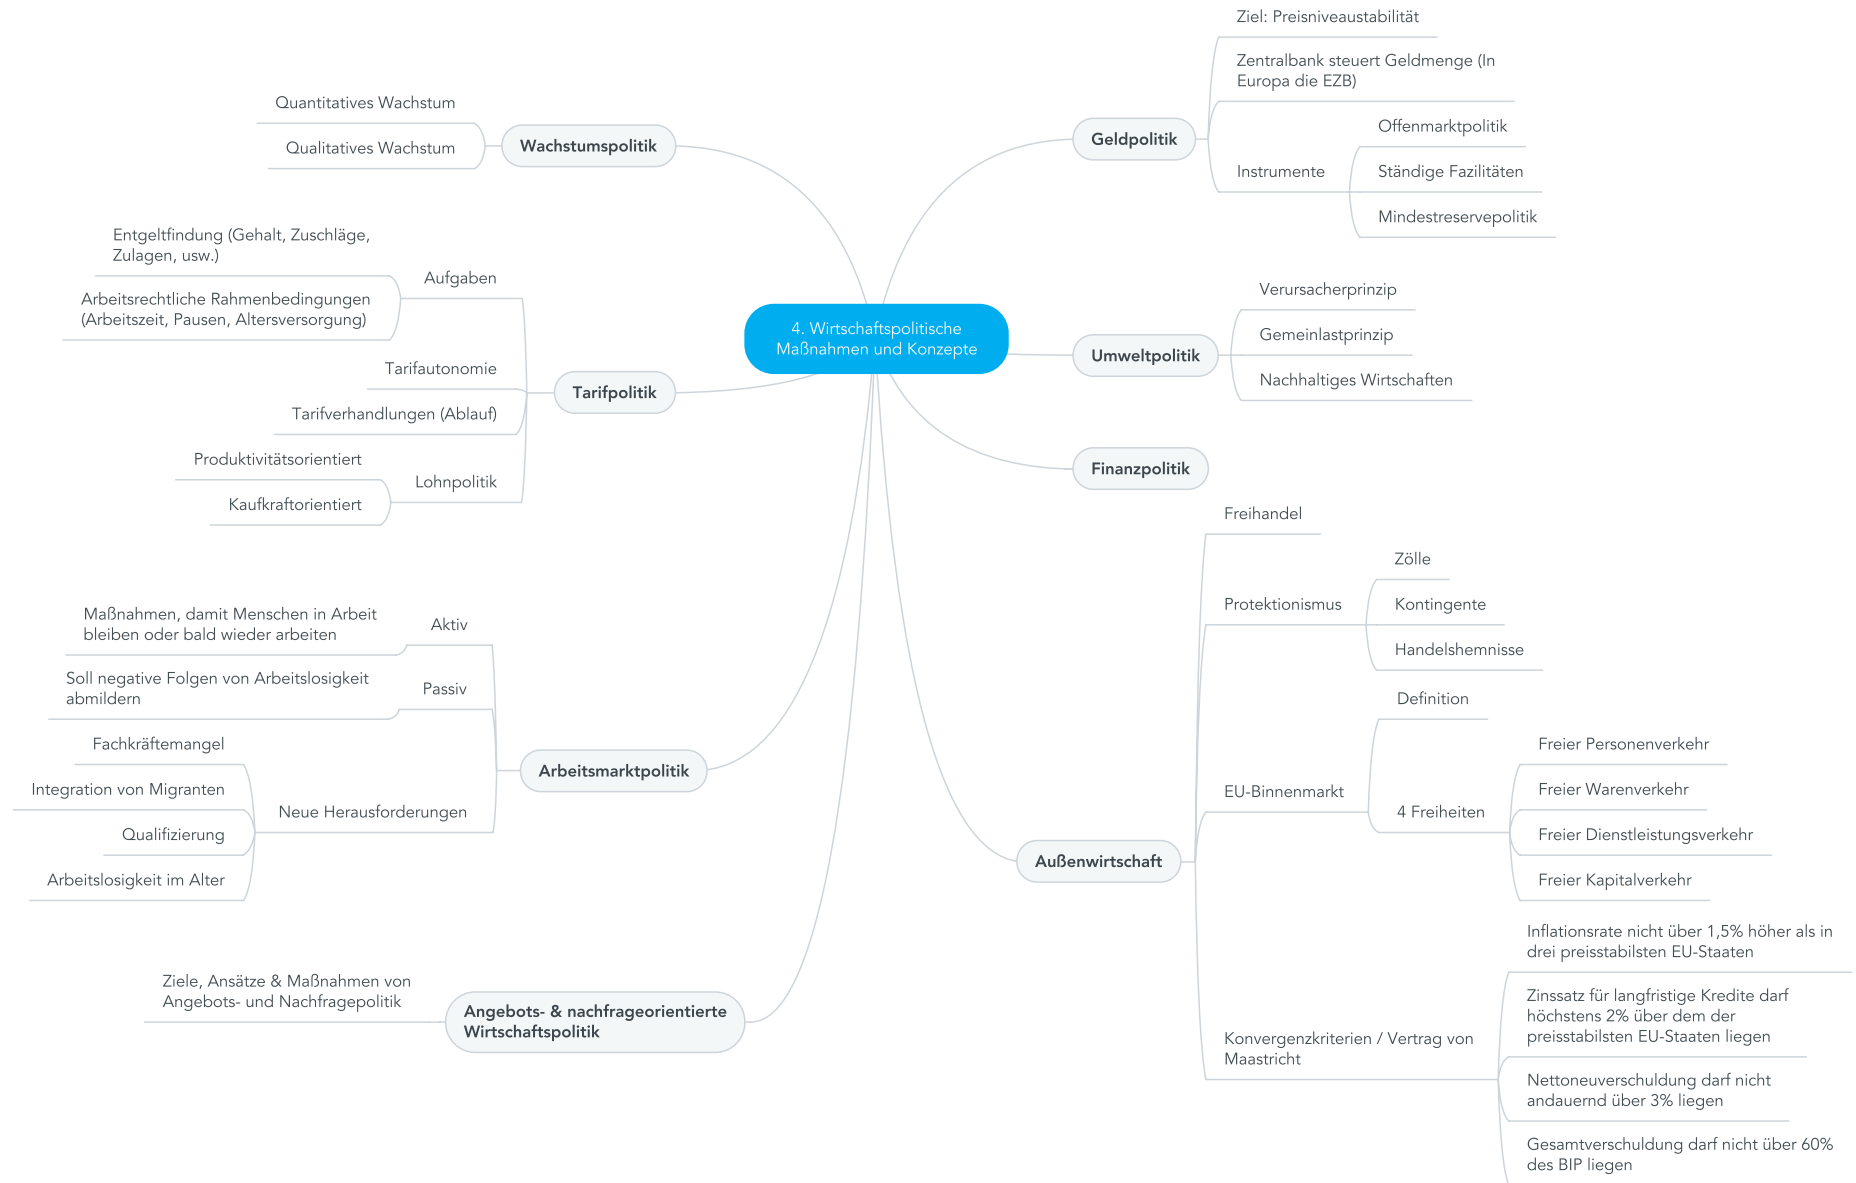 4. Wirtschaftspolitische
Maßnahmen und Konzepte
Wachstumspolitik
Quantitatives Wachstum
Qualitatives Wachstum
Tarifpolitik
Aufgaben
Entgeltfindung (Gehalt, Zuschläge,
Zulagen, usw.)
Arbeitsrechtliche Rahmenbedingungen
(Arbeitszeit, Pausen, Altersversorgung)
Tarifautonomie
Tarifverhandlungen (Ablauf)
Lohnpolitik
Produktivitätsorientiert
Kaufkraftorientiert
Arbeitsmarktpolitik
Aktiv
Maßnahmen, damit Menschen in Arbeit
bleiben oder bald wieder arbeiten
Passiv
Soll negative Folgen von Arbeitslosigkeit
abmildern
Neue Herausforderungen
Fachkräftemangel
Integration von Migranten
Qualifizierung
Arbeitslosigkeit im Alter
Angebots- & nachfrageorientierte
Wirtschaftspolitik
Ziele, Ansätze & Maßnahmen von
Angebots- und Nachfragepolitik
Geldpolitik
Ziel: Preisniveaustabilität
Zentralbank steuert Geldmenge (In
Europa die EZB)
Instrumente
Offenmarktpolitik
Ständige Fazilitäten
Mindestreservepolitik
Umweltpolitik
Verursacherprinzip
Gemeinlastprinzip
Nachhaltiges Wirtschaften
Finanzpolitik
Außenwirtschaft
Freihandel
Protektionismus
Zölle
Kontingente
Handelshemnisse
EU-Binnenmarkt
Definition
4 Freiheiten
Freier Personenverkehr
Freier Warenverkehr
Freier Dienstleistungsverkehr
Freier Kapitalverkehr
Konvergenzkriterien / Vertrag von
Maastricht
Inflationsrate nicht über 1,5% höher als in
drei preisstabilsten EU-Staaten
Zinssatz für langfristige Kredite darf
höchstens 2% über dem der
preisstabilsten EU-Staaten liegen
Nettoneuverschuldung darf nicht
andauernd über 3% liegen
Gesamtverschuldung darf nicht über 60%
des BIP liegen